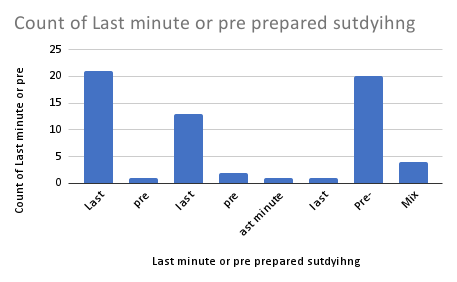 Count of Last minute or pre prepared sutdyihng
Count of Last minute or pre
25
20
15
10
5
0
Last
pre
last
pre
ast minute
last
Pre-
Mix
Last minute or pre prepared sutdyihng